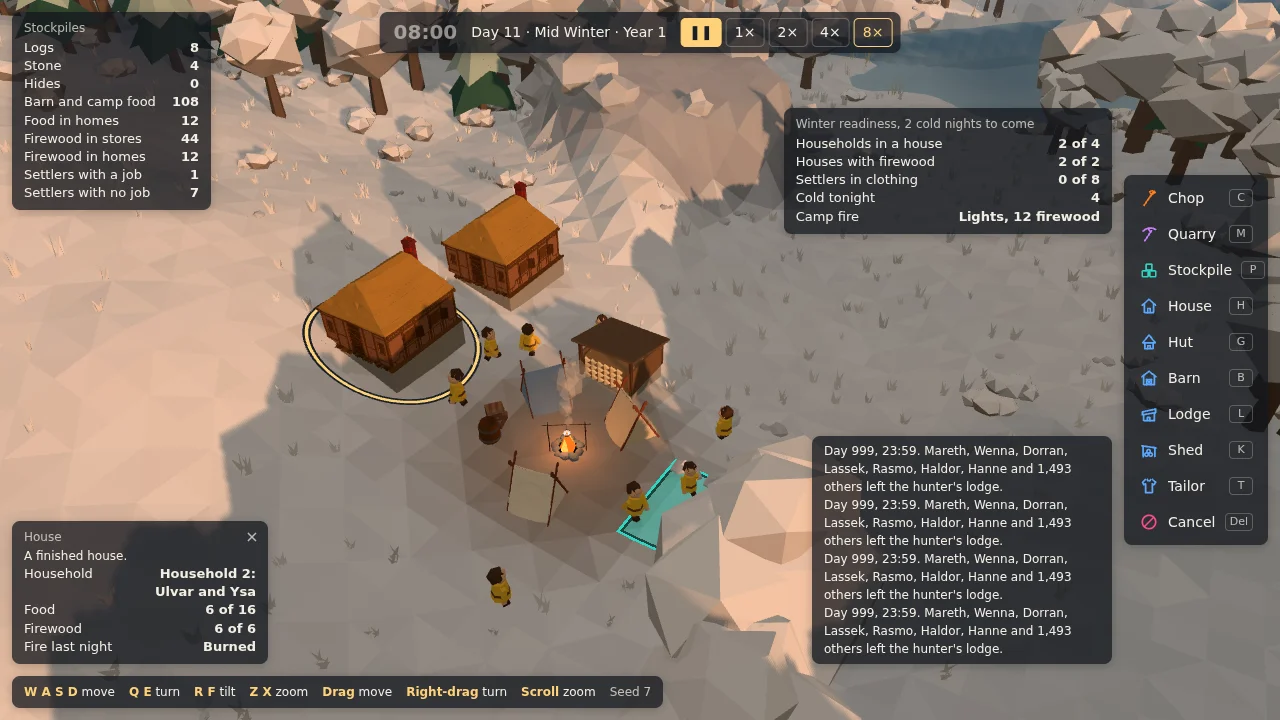 Stockpiles
Logs 8
Stone 4
Hides 0
Barn and camp food 108
Food in homes 12
Firewood in stores 44
Firewood in homes 12
Settlers with a job 1
Settlers with no job 7
08:00 Day 11 · Mid Winter · Year 1 1× 2× 4× 8×
Winter readiness, 2 cold nights to come
Households in a house 2 of 4
Houses with firewood 2 of 2
Settlers in clothing 0 of 8
Cold tonight 4
Camp fire Lights, 12 firewood
Chop C
Quarry M
Stockpile P
House H
Hut G
Barn B
Lodge L
Shed K
Tailor T
Cancel Del
Day 999, 23:59. Mareth, Wenna, Dorran,
Lassek, Rasmo, Haldor, Hanne and 1,493
others left the hunter's lodge.
Day 999, 23:59. Mareth, Wenna, Dorran,
Lassek, Rasmo, Haldor, Hanne and 1,493
others left the hunter's lodge.
Day 999, 23:59. Mareth, Wenna, Dorran,
Lassek, Rasmo, Haldor, Hanne and 1,493
others left the hunter's lodge.
Day 999, 23:59. Mareth, Wenna, Dorran,
Lassek, Rasmo, Haldor, Hanne and 1,493
others left the hunter's lodge.
House ×
A finished house.
Household Household 2:
Ulvar and Ysa
Food 6 of 16
Firewood 6 of 6
Fire last night Burned
W A S D move Q E turn R F tilt Z X zoom Drag move Right-drag turn Scroll zoom Seed 7